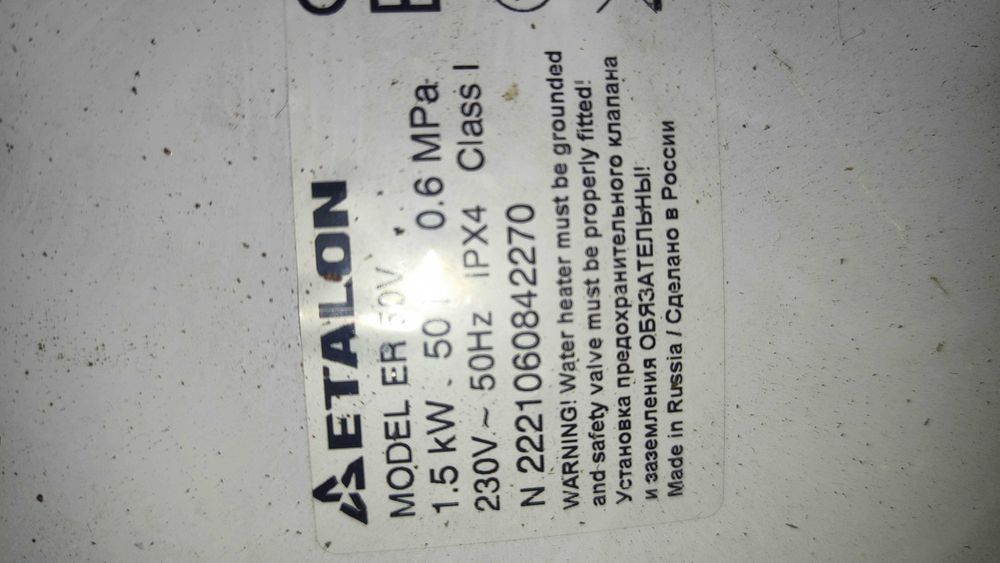 ETALON
MODEL ER 50V
1.5 kW 50 0.6 MPa
230V ~ 50Hz IPX4 Class I
N 2221060842270
WARNING! Water heater must be grounded
and safety valve must be properly fitted!
Установка предохранительного клапана
и заземления ОБЯЗАТЕЛЬНЫ!
Made in Russia / Сделано в России